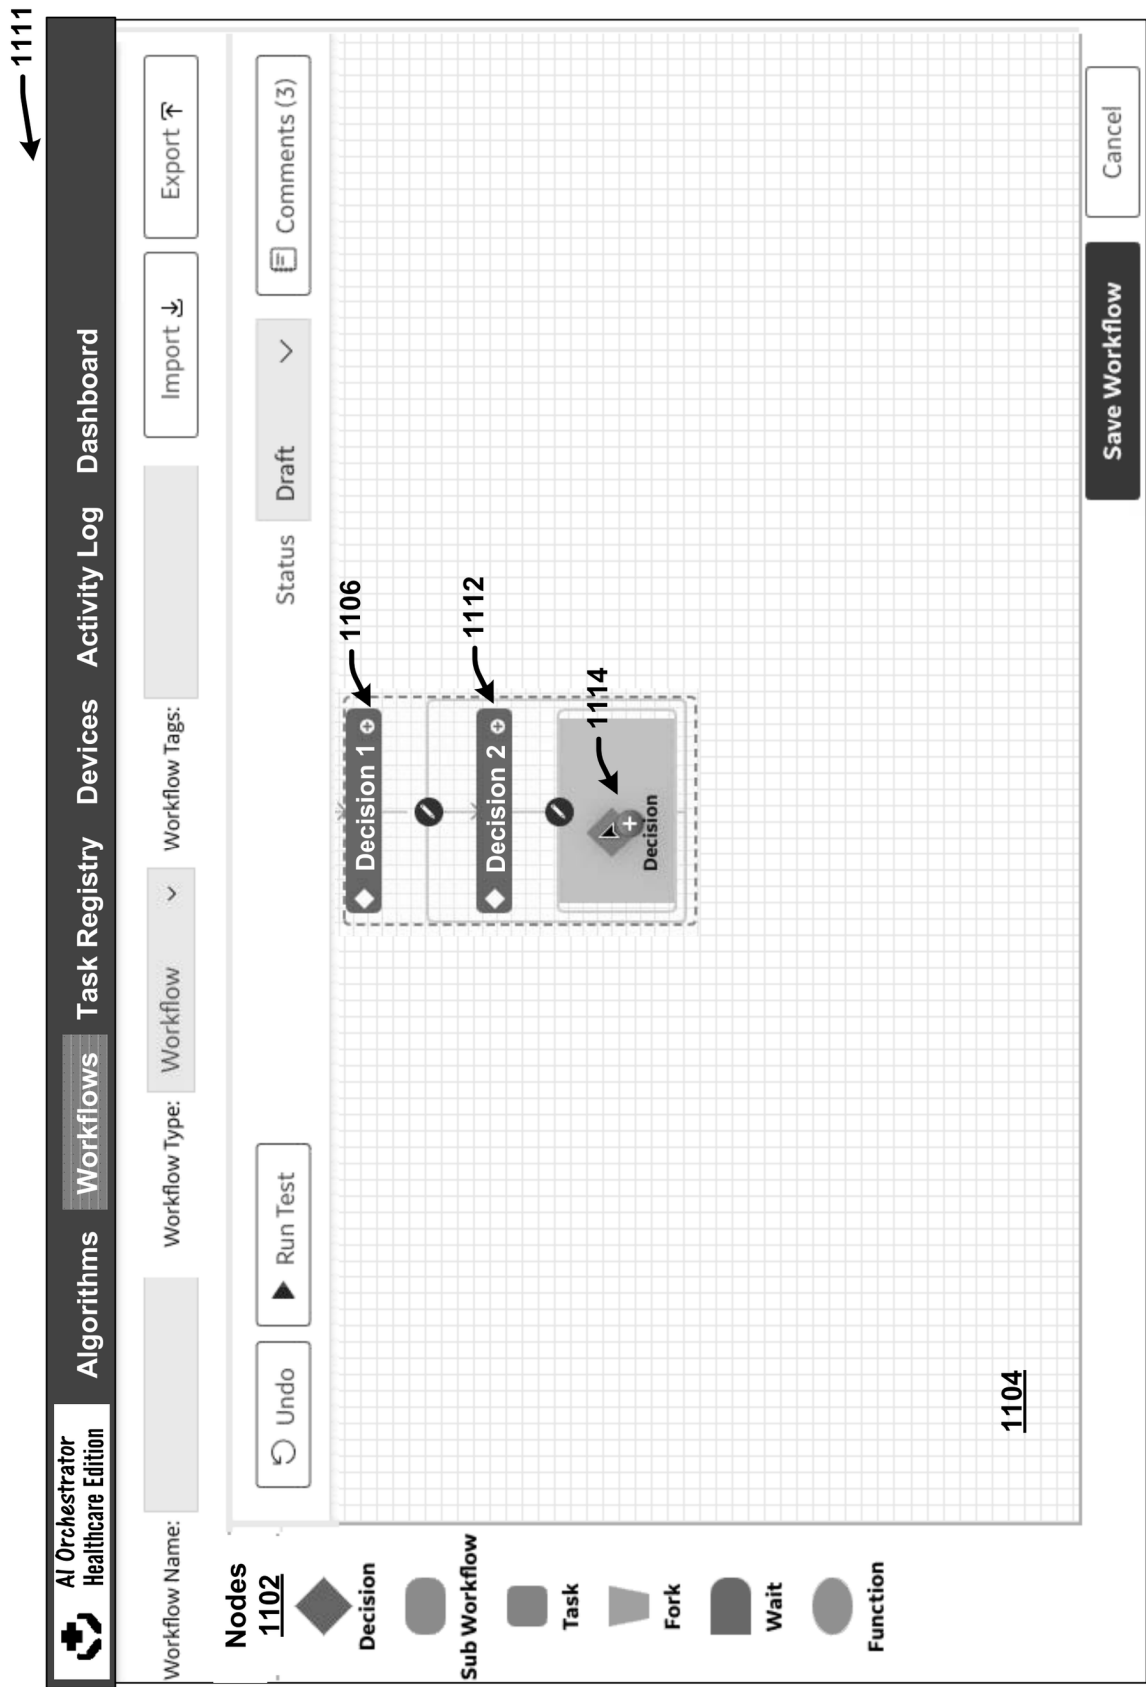 1111
AI Orchestrator
Healthcare Edition
Algorithms Workflows Task Registry Devices Activity Log Dashboard
Workflow Name: Workflow Type: Workflow Workflow Tags: Import Export
Nodes
1102
Undo Run Test Status Draft Comments (3)
Decision
Sub Workflow
Task
Fork
Wait
Function
Decision 1
1106
Decision 2
1112
1114
Decision
1104
Save Workflow Cancel